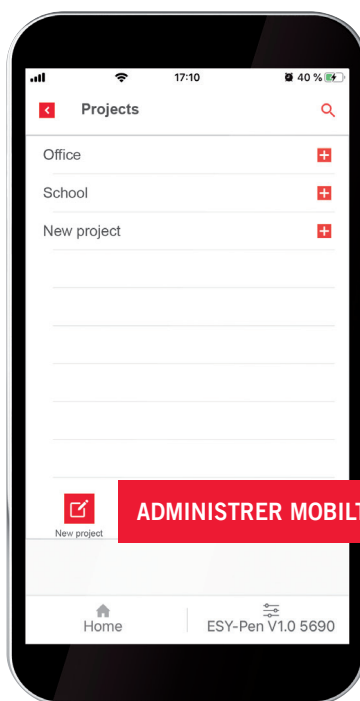 17:10
40 %
Projects
Office
School
New project
New project
ADMINISTRER MOBILT
Home
ESY-Pen V1.0 5690